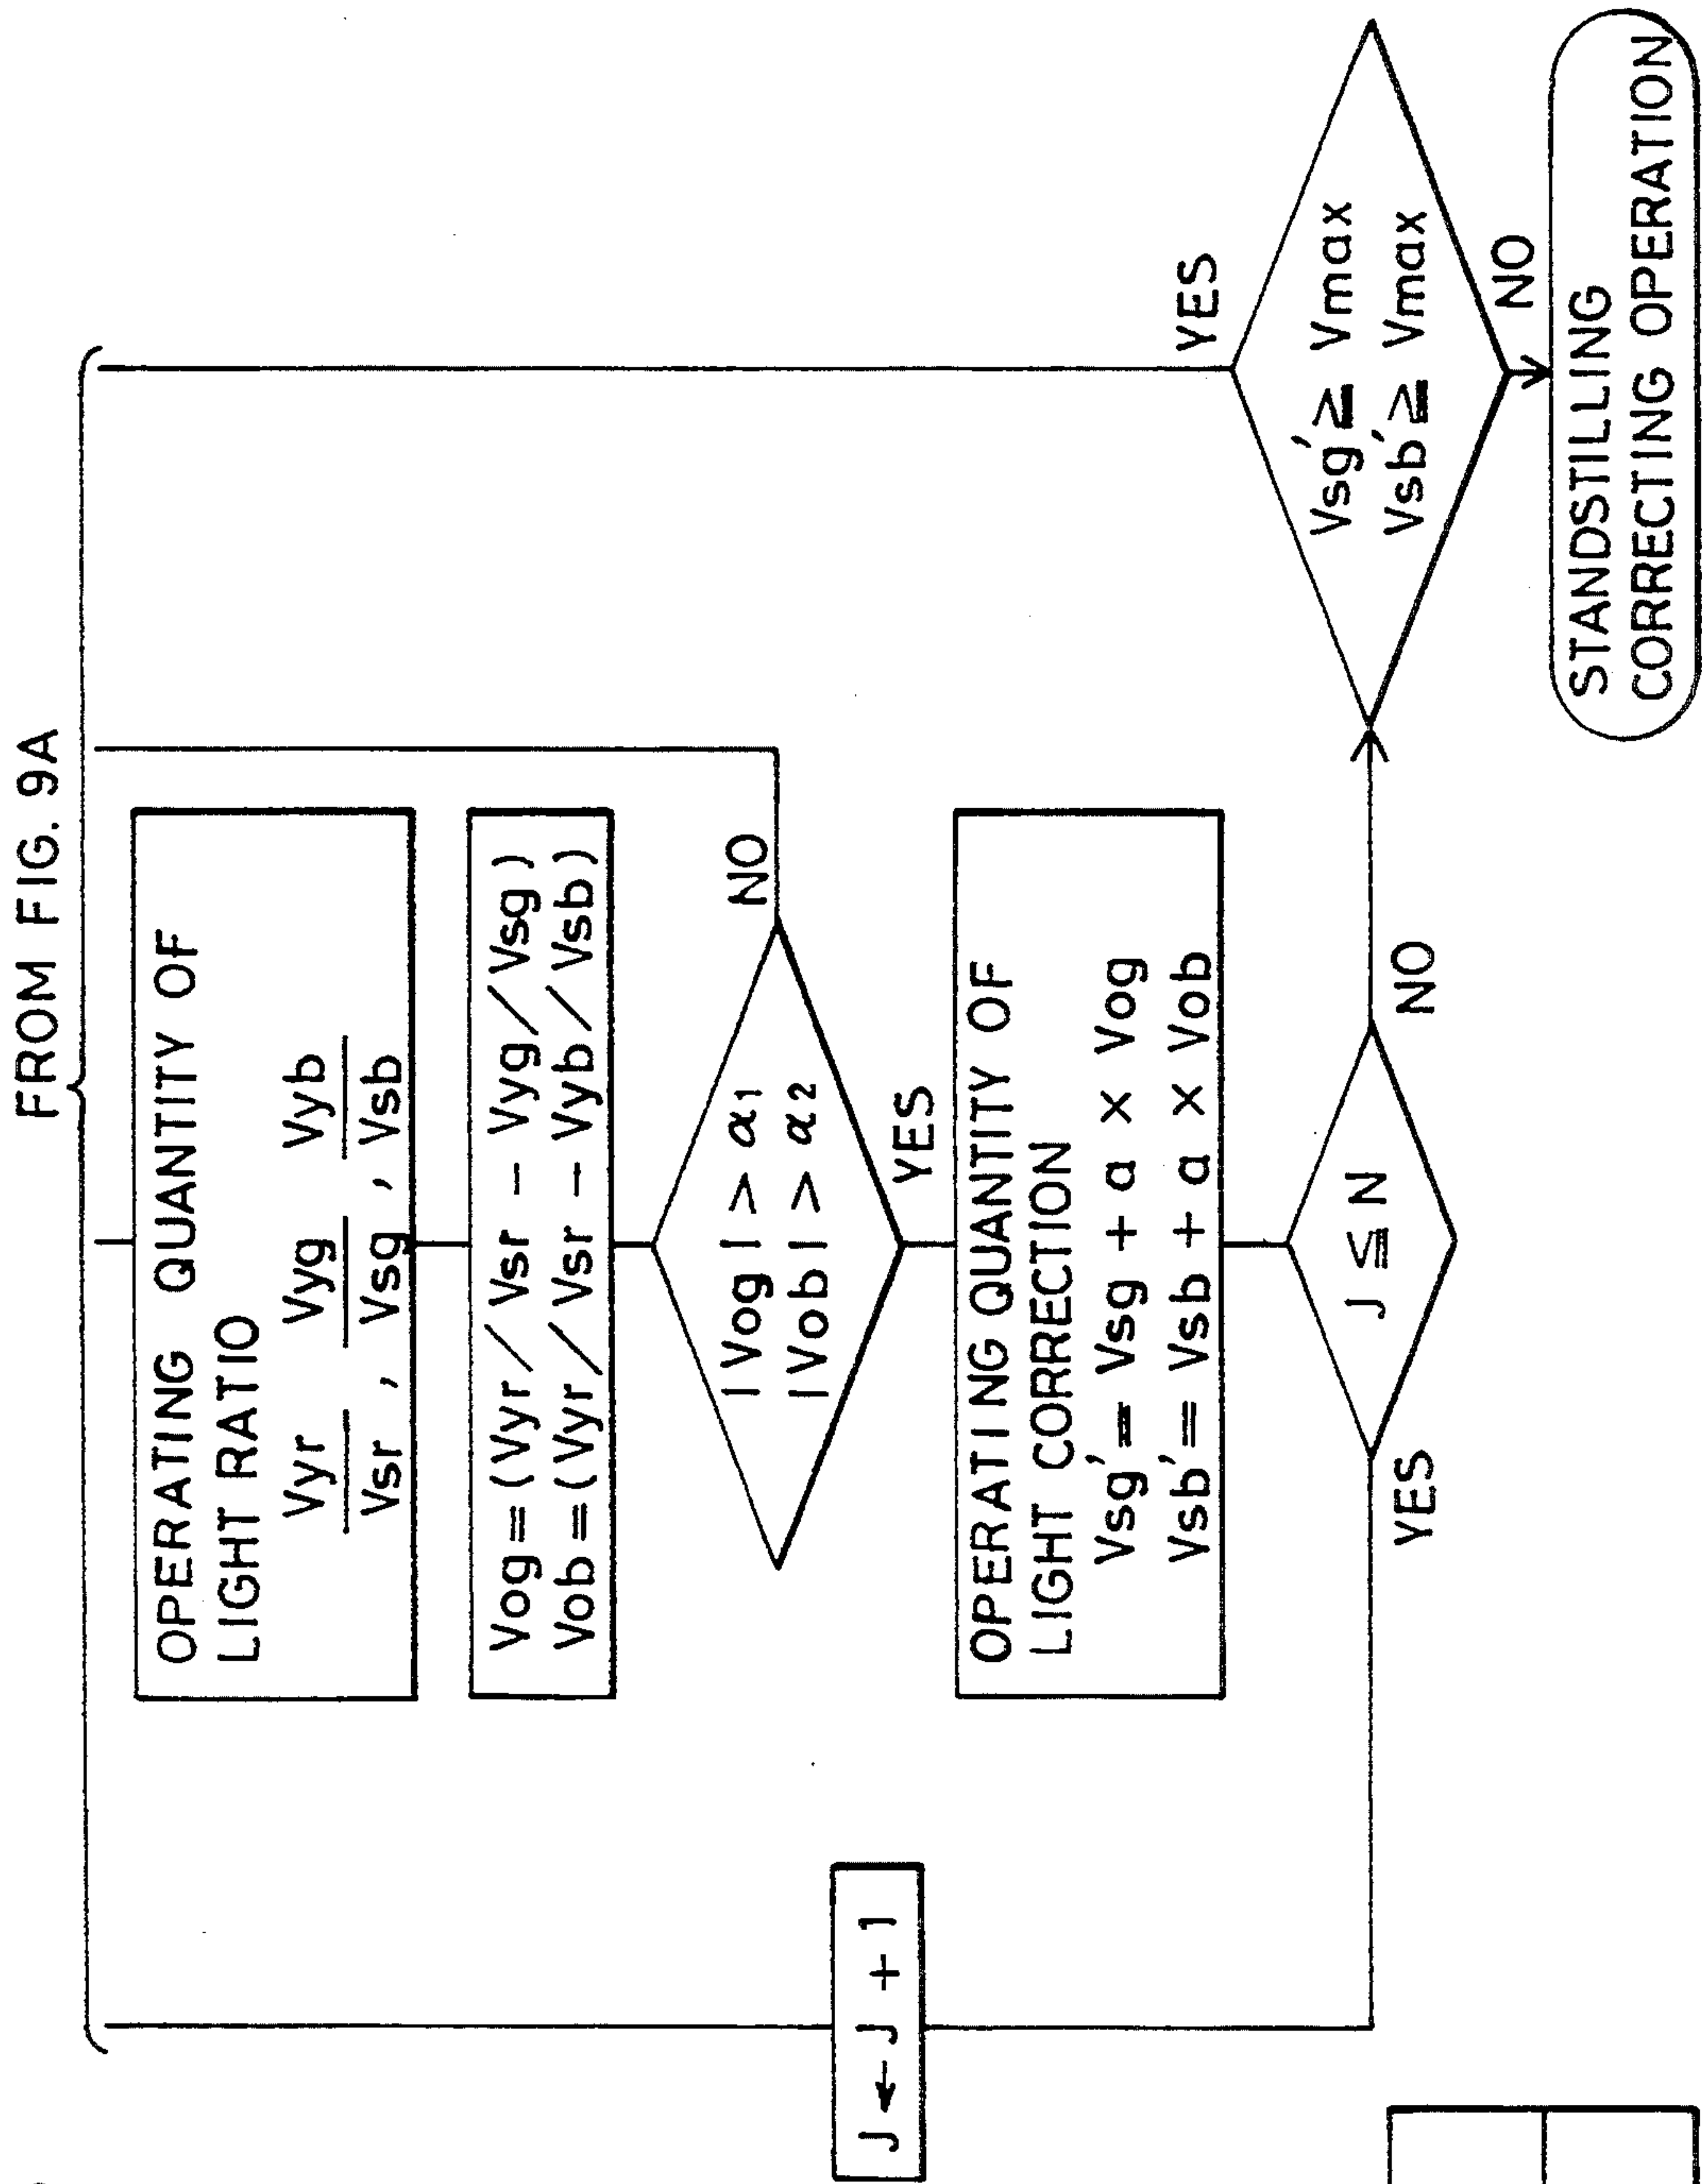 FROM FIG. 9A
OPERATING QUANTITY OF
LIGHT RATIO
Vyr Vyg Vyb
Vsr , Vsg , Vsb
Vog=(Vyr/Vsr - Vyg/Vsg)
Vob=(Vyr/Vsr - Vyb/Vsb)
|Vog|>α1
|Vob|>α2
NO
YES
OPERATING QUANTITY OF
LIGHT CORRECTION
Vsg'= Vsg + a × Vog
Vsb'= Vsb + a × Vob
J ← J + 1
J ≦ N
YES
NO
YES
Vsg'≧ Vmax
Vsb'≧ Vmax
NO
STANDSTILLING
CORRECTING OPERATION